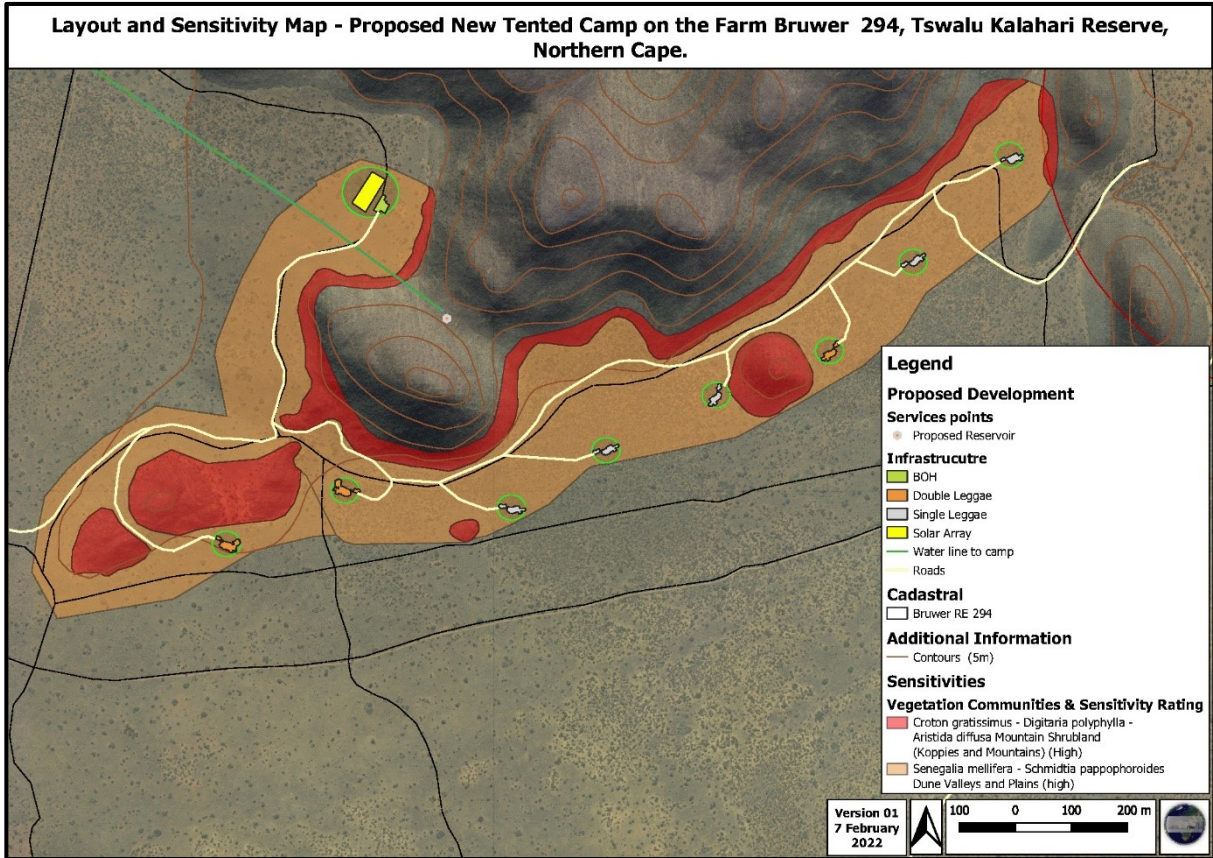 Layout and Sensitivity Map - Proposed New Tented Camp on the Farm Bruwer  294, Tswalu Kalahari Reserve,
Northern Cape.
Legend
Proposed Development
Services points
Proposed Reservoir
Infrastrucutre
BOH
Double Leggae
Single Leggae
Solar Array
Water line to camp
Roads
Cadastral
Bruwer RE 294
Additional Information
Contours  (5m)
Sensitivities
Vegetation Communities & Sensitivity Rating
Croton gratissimus - Digitaria polyphylla -
Aristida diffusa Mountain Shrubland
(Koppies and Mountains) (High)
Senegalia mellifera - Schmidtia pappophoroides
Dune Valleys and Plains (high)
Version 01
7 February
2022
100 0 100 200 m